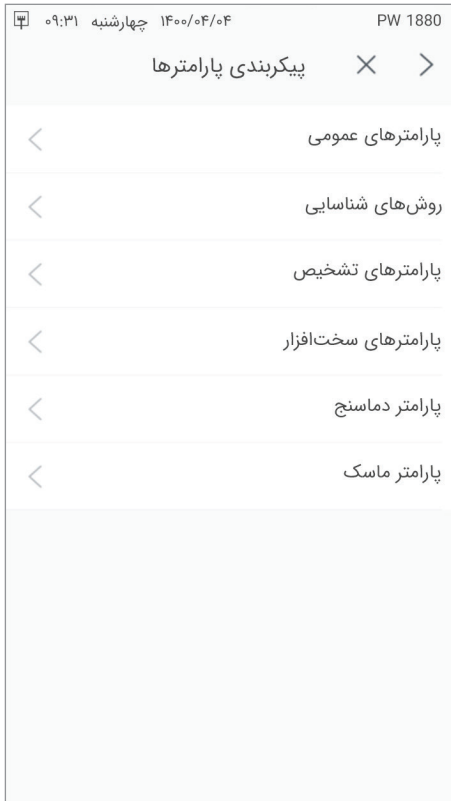 PW 1880 ۱۴۰۰/۰۴/۰۴ چهارشنبه ۰۹:۳۱
پیکربندی پارامترها
پارامترهای عمومی
روش‌های شناسایی
پارامترهای تشخیص
پارامترهای سخت‌افزار
پارامتر دماسنج
پارامتر ماسک